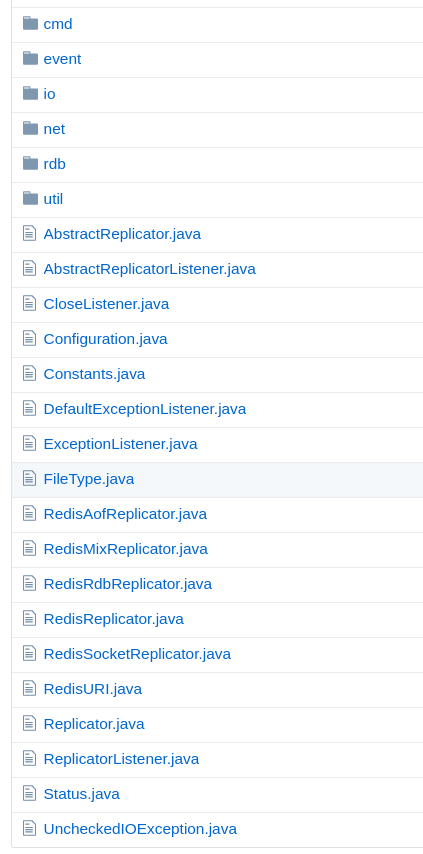 cmd
event
io
net
rdb
util
AbstractReplicator.java
AbstractReplicatorListener.java
CloseListener.java
Configuration.java
Constants.java
DefaultExceptionListener.java
ExceptionListener.java
FileType.java
RedisAofReplicator.java
RedisMixReplicator.java
RedisRdbReplicator.java
RedisReplicator.java
RedisSocketReplicator.java
RedisURI.java
Replicator.java
ReplicatorListener.java
Status.java
UncheckedIOException.java